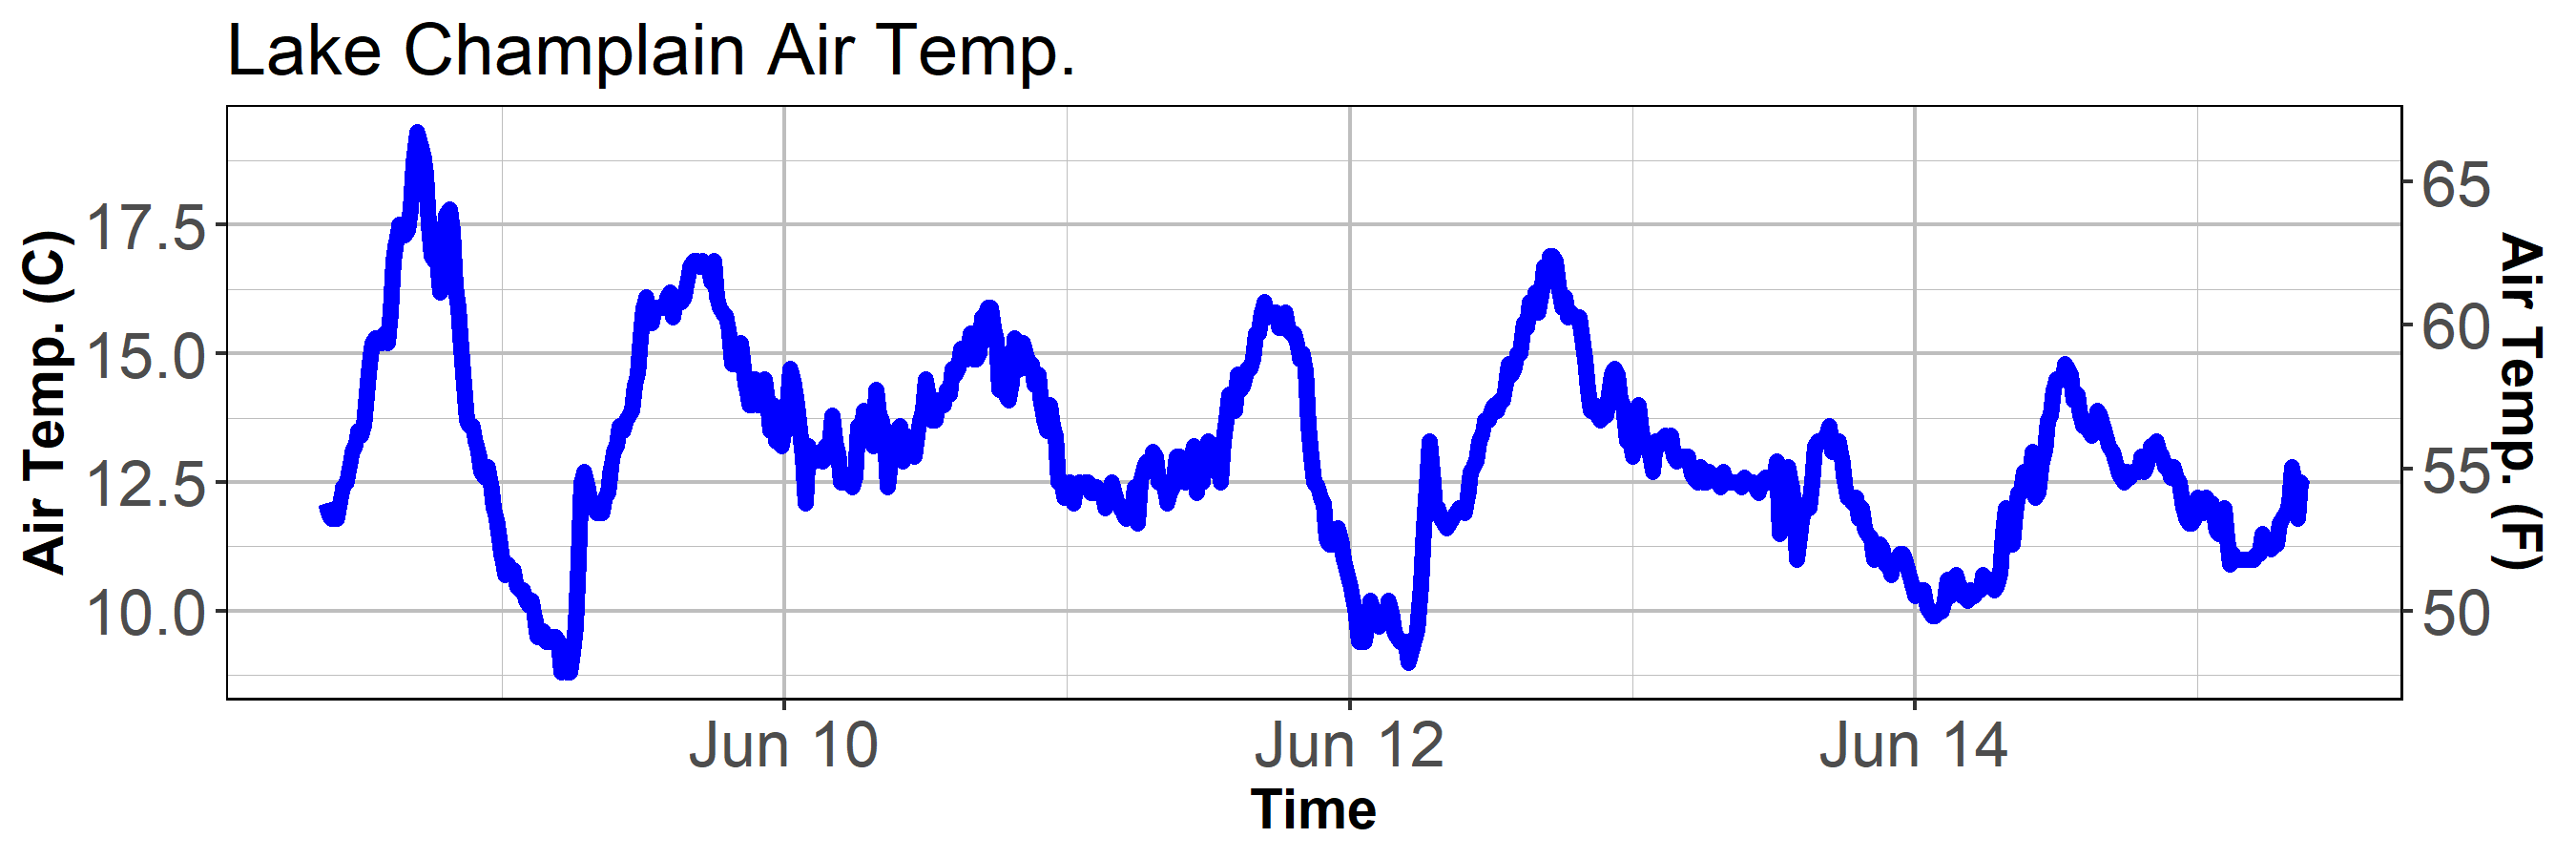 Lake Champlain Air Temp.
Air Temp. (C)
17.5
15.0
12.5
10.0
65
60
55
50
Air Temp. (F)
Jun 10
Jun 12
Jun 14
Time